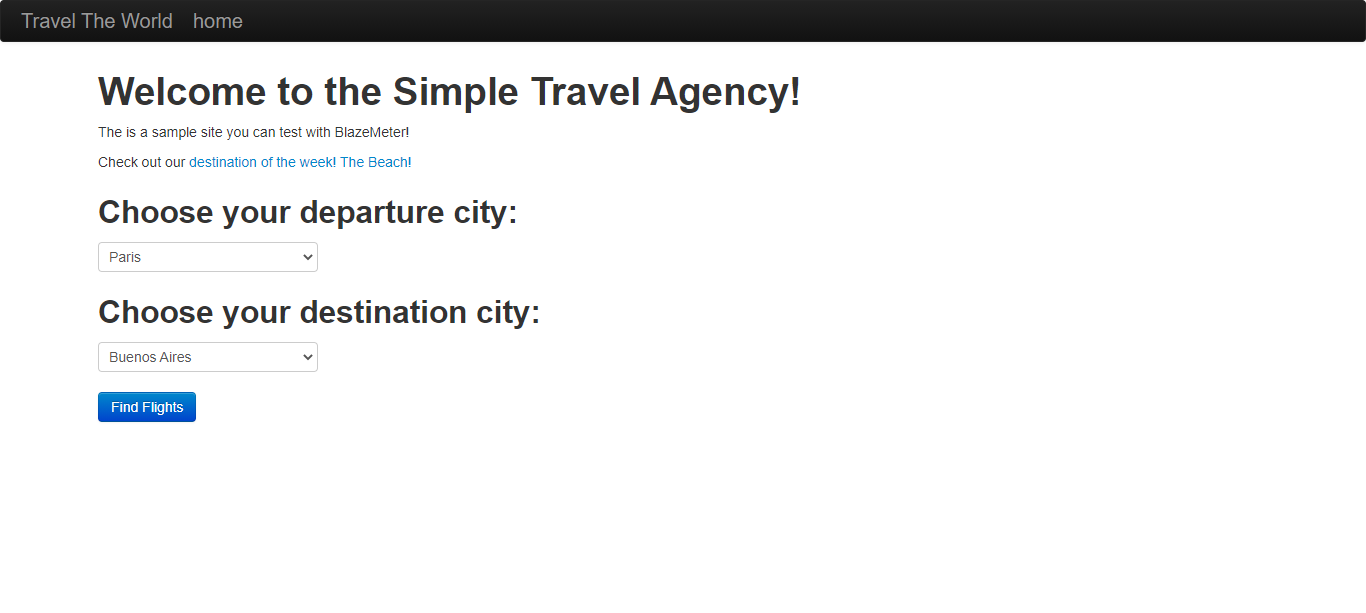 Travel The World home
Welcome to the Simple Travel Agency!
The is a sample site you can test with BlazeMeter!
Check out our destination of the week! The Beach!
Choose your departure city:
Paris
Choose your destination city:
Buenos Aires
Find Flights